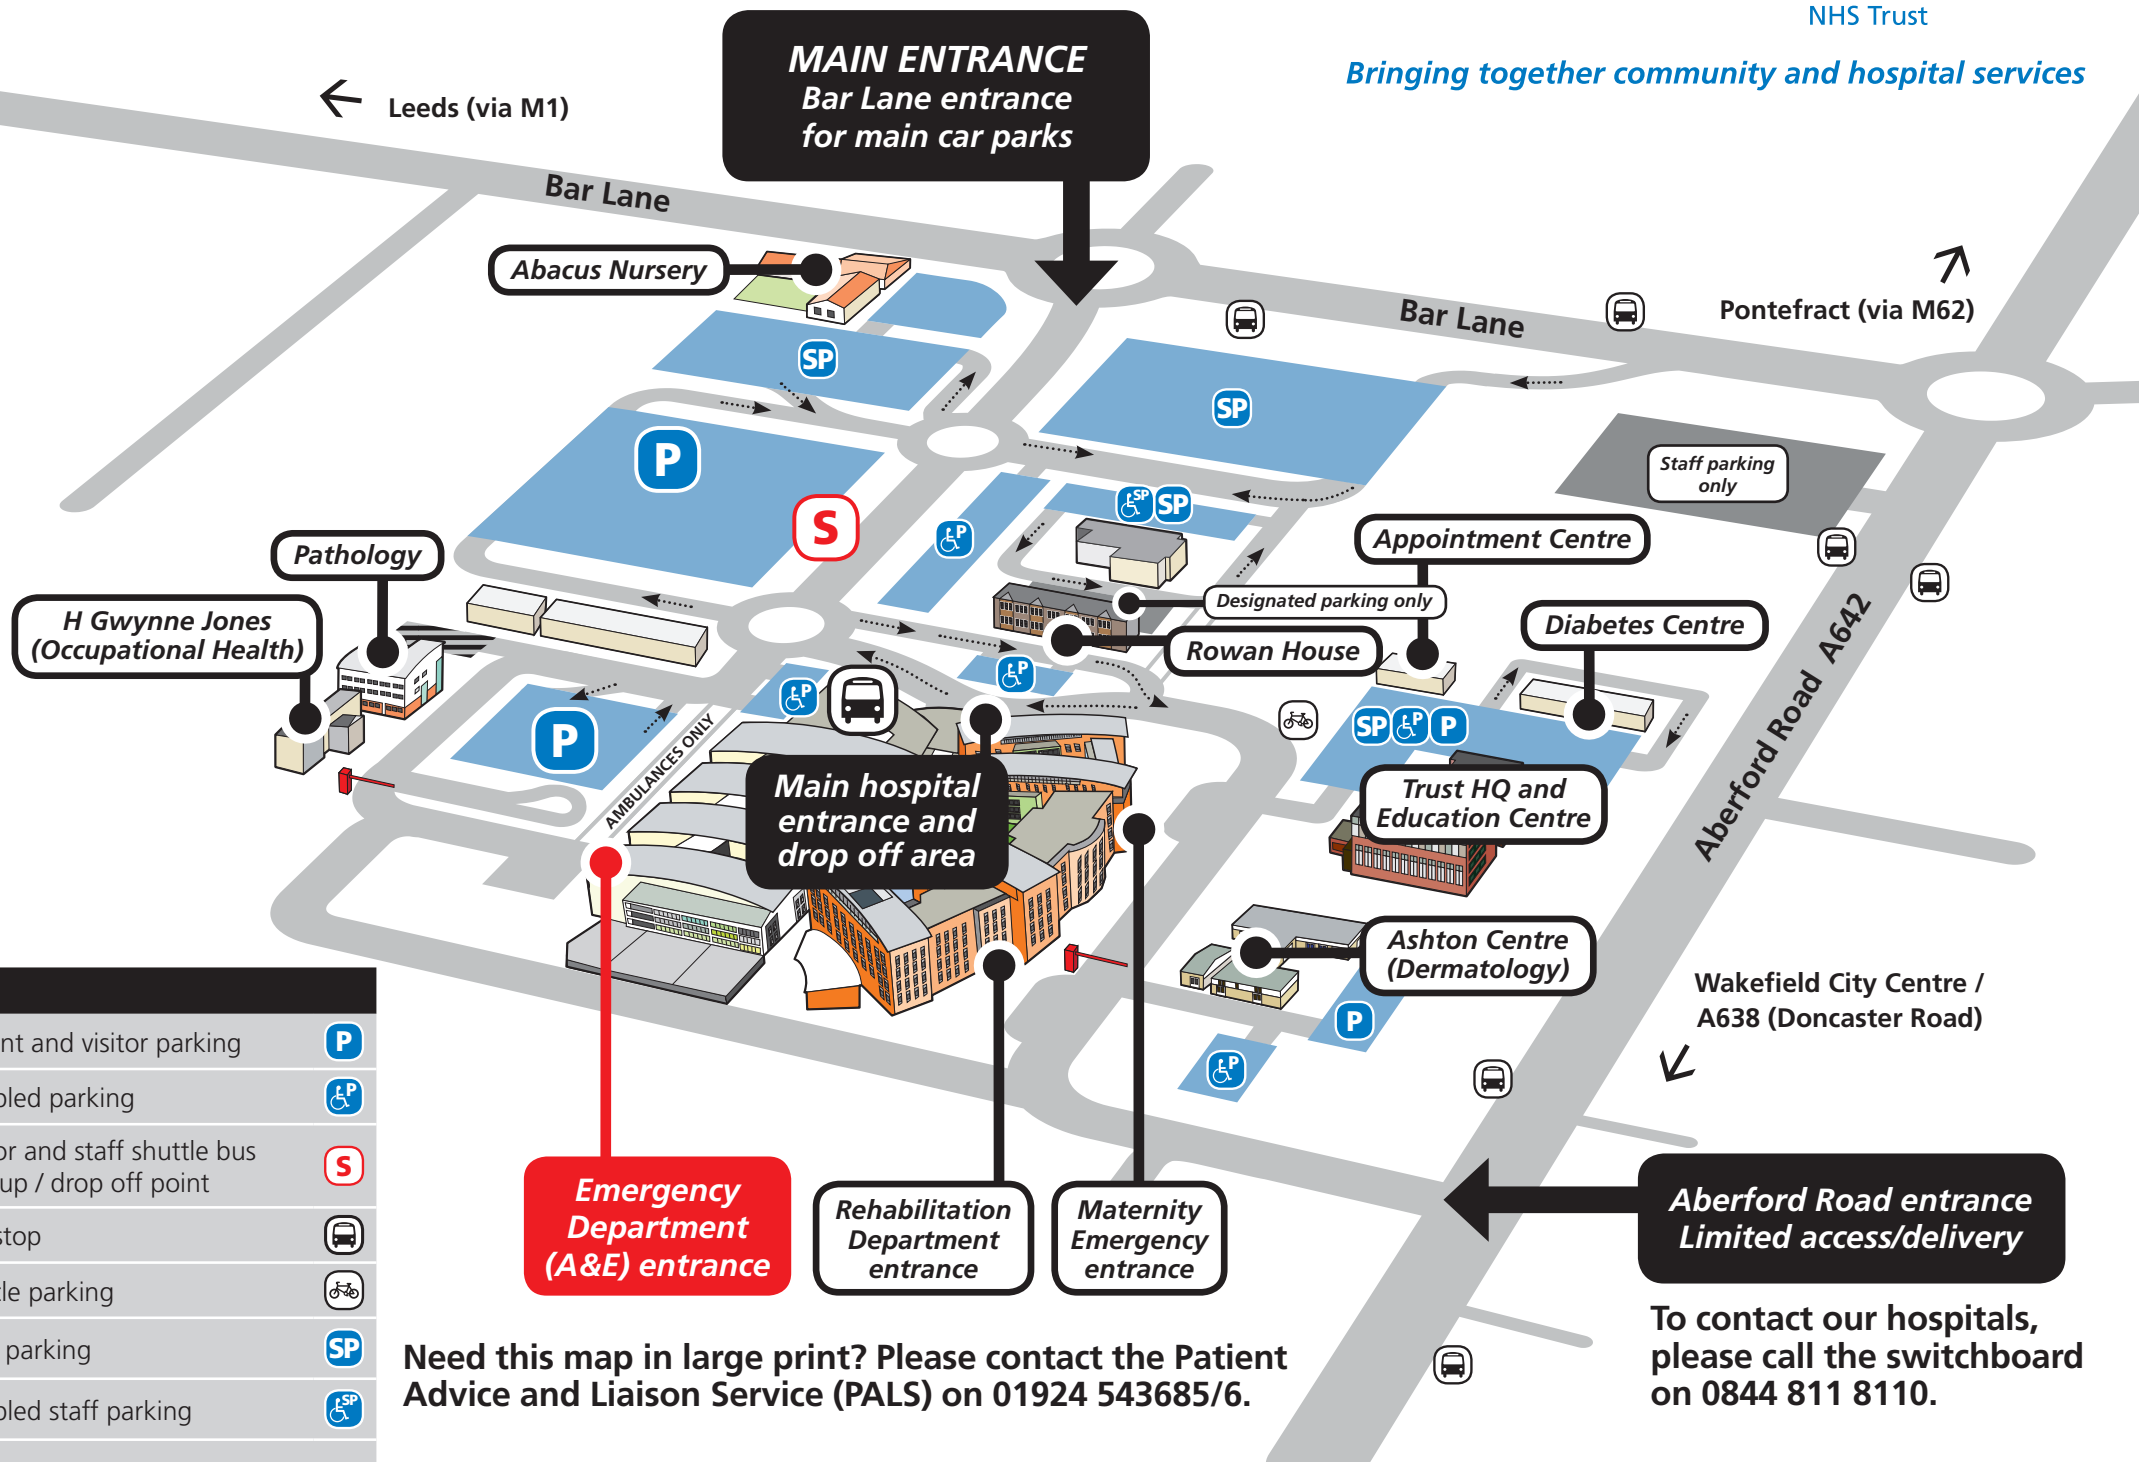 NHS Trust
Bringing together community and hospital services
MAIN ENTRANCE
Bar Lane entrance
for main car parks
Leeds (via M1)
Bar Lane
Abacus Nursery
Bar Lane
Pontefract (via M62)
SP
SP
P
Staff parking
only
S
P
SP
SP
P
Appointment Centre
Pathology
Designated parking only
H Gwynne Jones
(Occupational Health)
Diabetes Centre
Rowan House
Aberford Road A642
P
P
P
SP
P
P
AMBULANCES ONLY
Main hospital
entrance and
drop off area
Trust HQ and
Education Centre
Ashton Centre
(Dermatology)
P
P
Wakefield City Centre /
A638 (Doncaster Road)
nt and visitor parking
P
led parking
P
or and staff shuttle bus
up / drop off point
S
stop
le parking
parking
SP
led staff parking
SP
Emergency
Department
(A&E) entrance
Rehabilitation
Department
entrance
Maternity
Emergency
entrance
Aberford Road entrance
Limited access/delivery
Need this map in large print? Please contact the Patient
Advice and Liaison Service (PALS) on 01924 543685/6.
To contact our hospitals,
please call the switchboard
on 0844 811 8110.